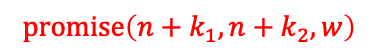 promise(n + k₁, n + k₂, w)